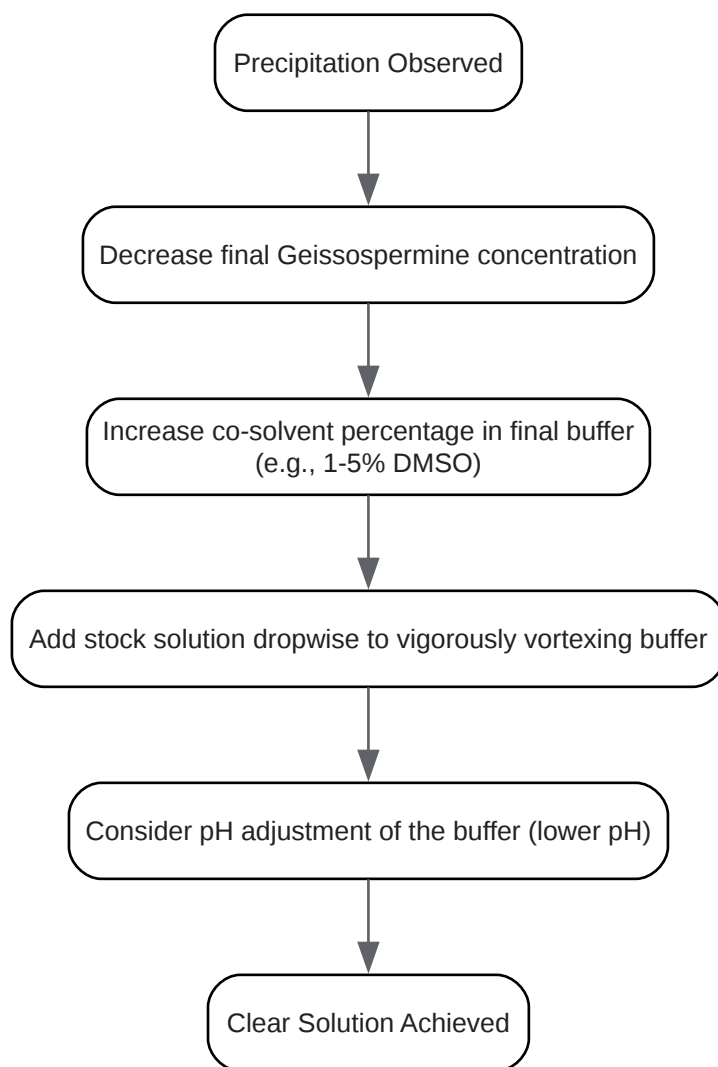 Precipitation Observed
Decrease final Geissospermine concentration
Increase co-solvent percentage in final buffer
(e.g., 1-5% DMSO)
Add stock solution dropwise to vigorously vortexing buffer
Consider pH adjustment of the buffer (lower pH)
Clear Solution Achieved